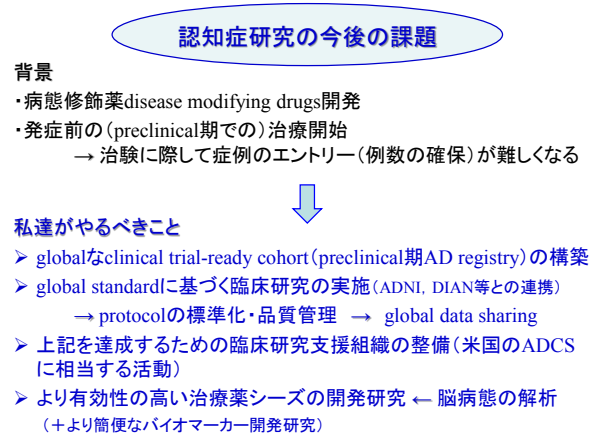 認知症研究の今後の課題
背景
・病態修飾薬disease modifying drugs開発
・発症前の（preclinical期での）治療開始
→ 治験に際して症例のエントリー（例数の確保）が難しくなる
私達がやるべきこと
➢ globalなclinical trial-ready cohort（preclinical期AD registry）の構築
➢ global standardに基づく臨床研究の実施（ADNI, DIAN等との連携）
→ protocolの標準化・品質管理 → global data sharing
➢ 上記を達成するための臨床研究支援組織の整備（米国のADCS
に相当する活動）
➢ より有効性の高い治療薬シーズの開発研究 ← 脳病態の解析
（＋より簡便なバイオマーカー開発研究）